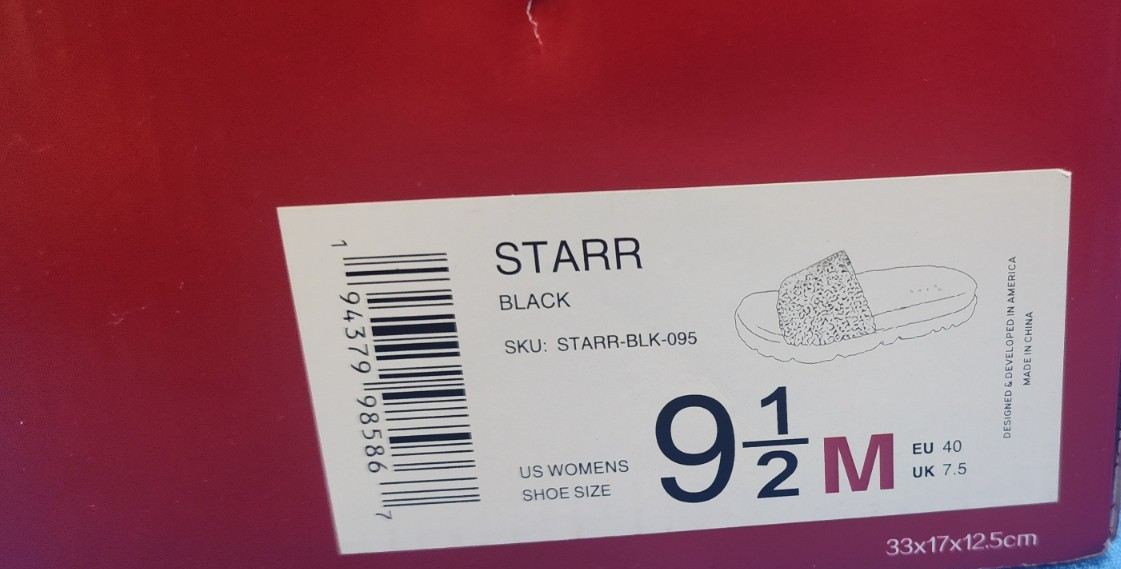 STARR
BLACK
SKU: STARR-BLK-095
US WOMENS
SHOE SIZE
9 1/2 M
EU 40
UK 7.5
1 94379 98586 7
DESIGNED & DEVELOPED IN AMERICA
MADE IN CHINA
33x17x12.5cm